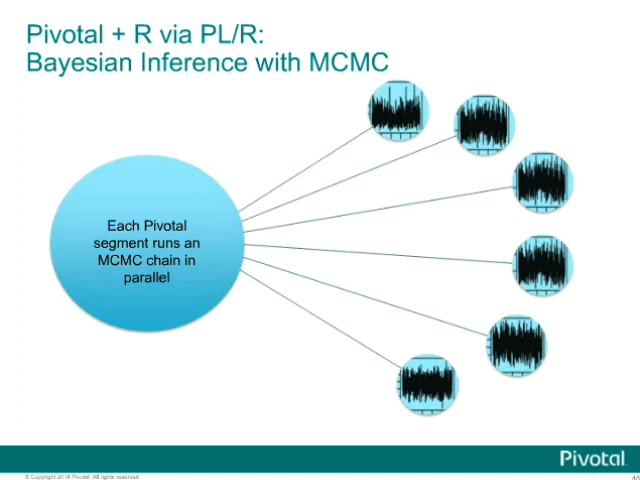 Pivotal + R via PL/R:
Bayesian Inference with MCMC
Each Pivotal
segment runs an
MCMC chain in
parallel
Pivotal
© Copyright 2014 Pivotal. All rights reserved.